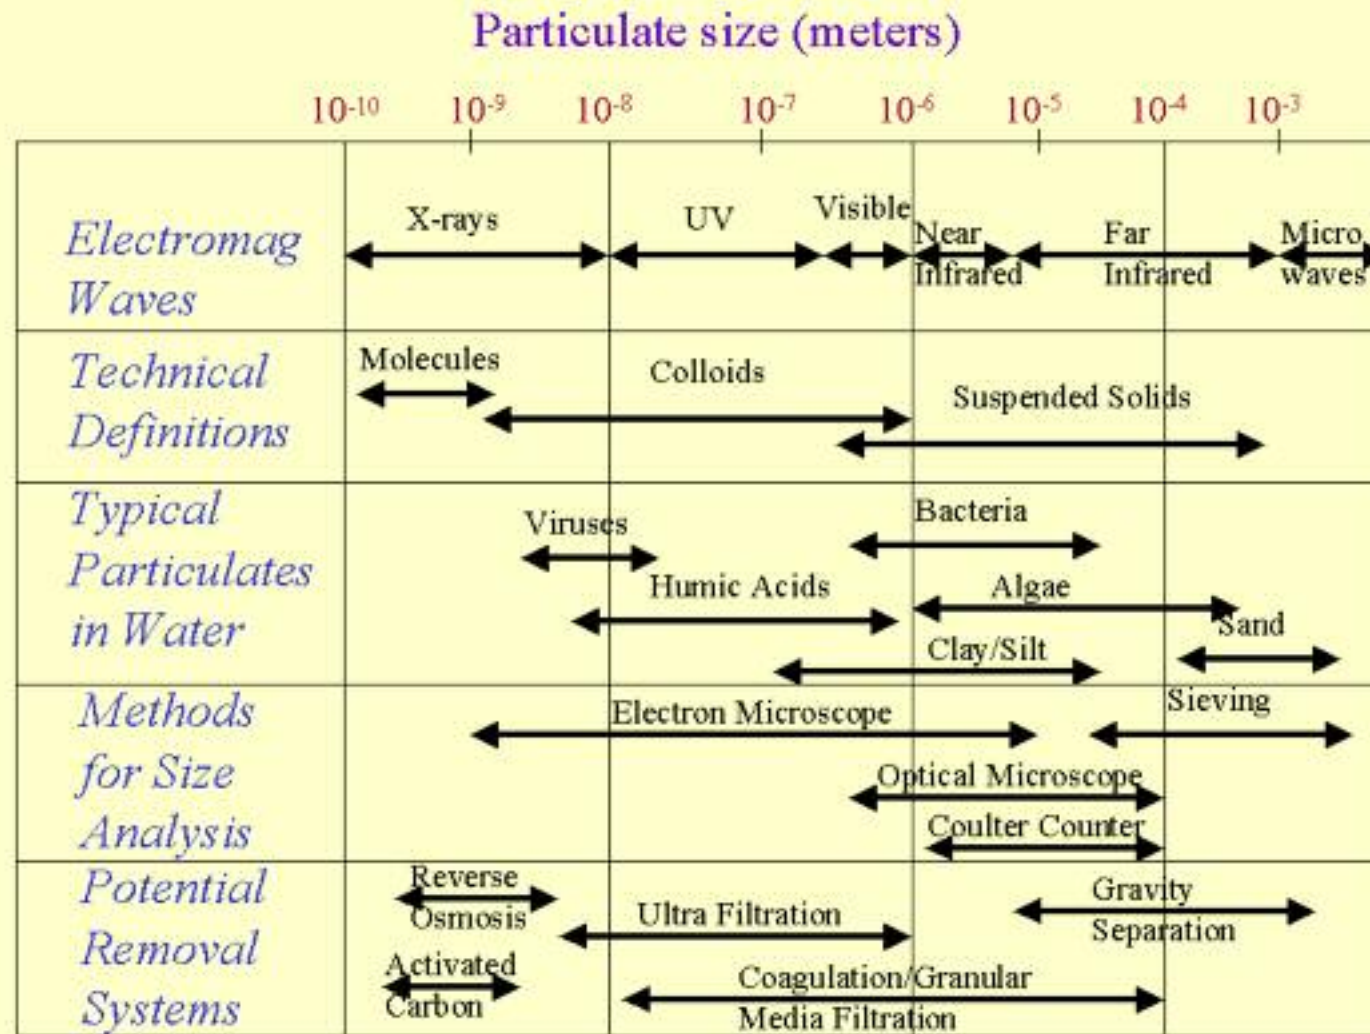 Particulate size (meters)
10-10 10-9 10-8 10-7 10-6 10-5 10-4 10-3
Electromag
Waves
X-rays
UV
Visible
Near
Infrared
Far
Infrared
Micro
waves
Technical
Definitions
Molecules
Colloids
Suspended Solids
Typical
Particulates
in Water
Viruses
Bacteria
Humic Acids
Algae
Sand
Clay/Silt
Methods
for Size
Analysis
Electron Microscope
Sieving
Optical Microscope
Coulter Counter
Potential
Removal
Systems
Reverse
Osmosis
Ultra Filtration
Gravity
Separation
Activated
Carbon
Coagulation/Granular
Media Filtration